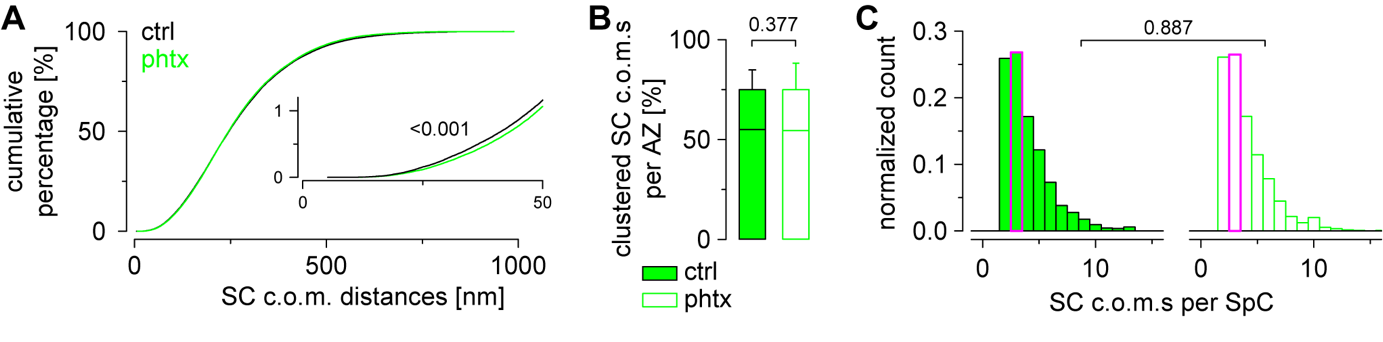 A
cumulative
percentage [%]
100
50
0
ctrl
phtx
1
0
<0.001
0
50
0
500
1000
SC c.o.m. distances [nm]
B
clustered SC c.o.m.s
per AZ [%]
100
50
0
0.377
ctrl
phtx
C
normalized count
0.3
0.2
0.1
0.0
0.887
0
10
0
10
SC c.o.m.s per SpC